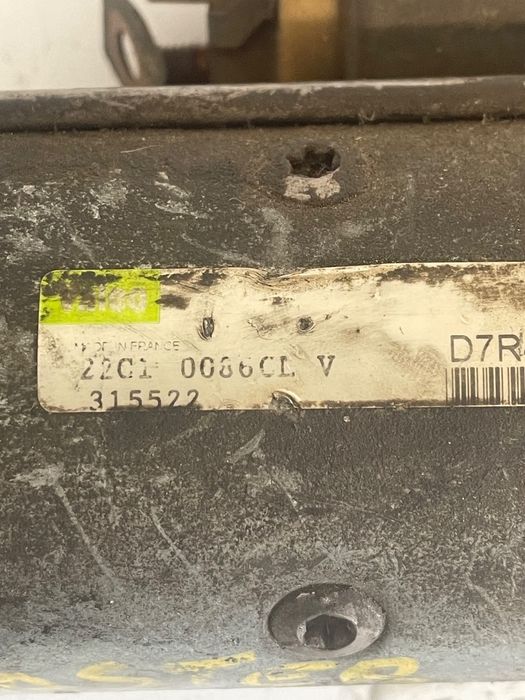 MADE IN FRANCE
22C1 0086CL V
315522
D7R